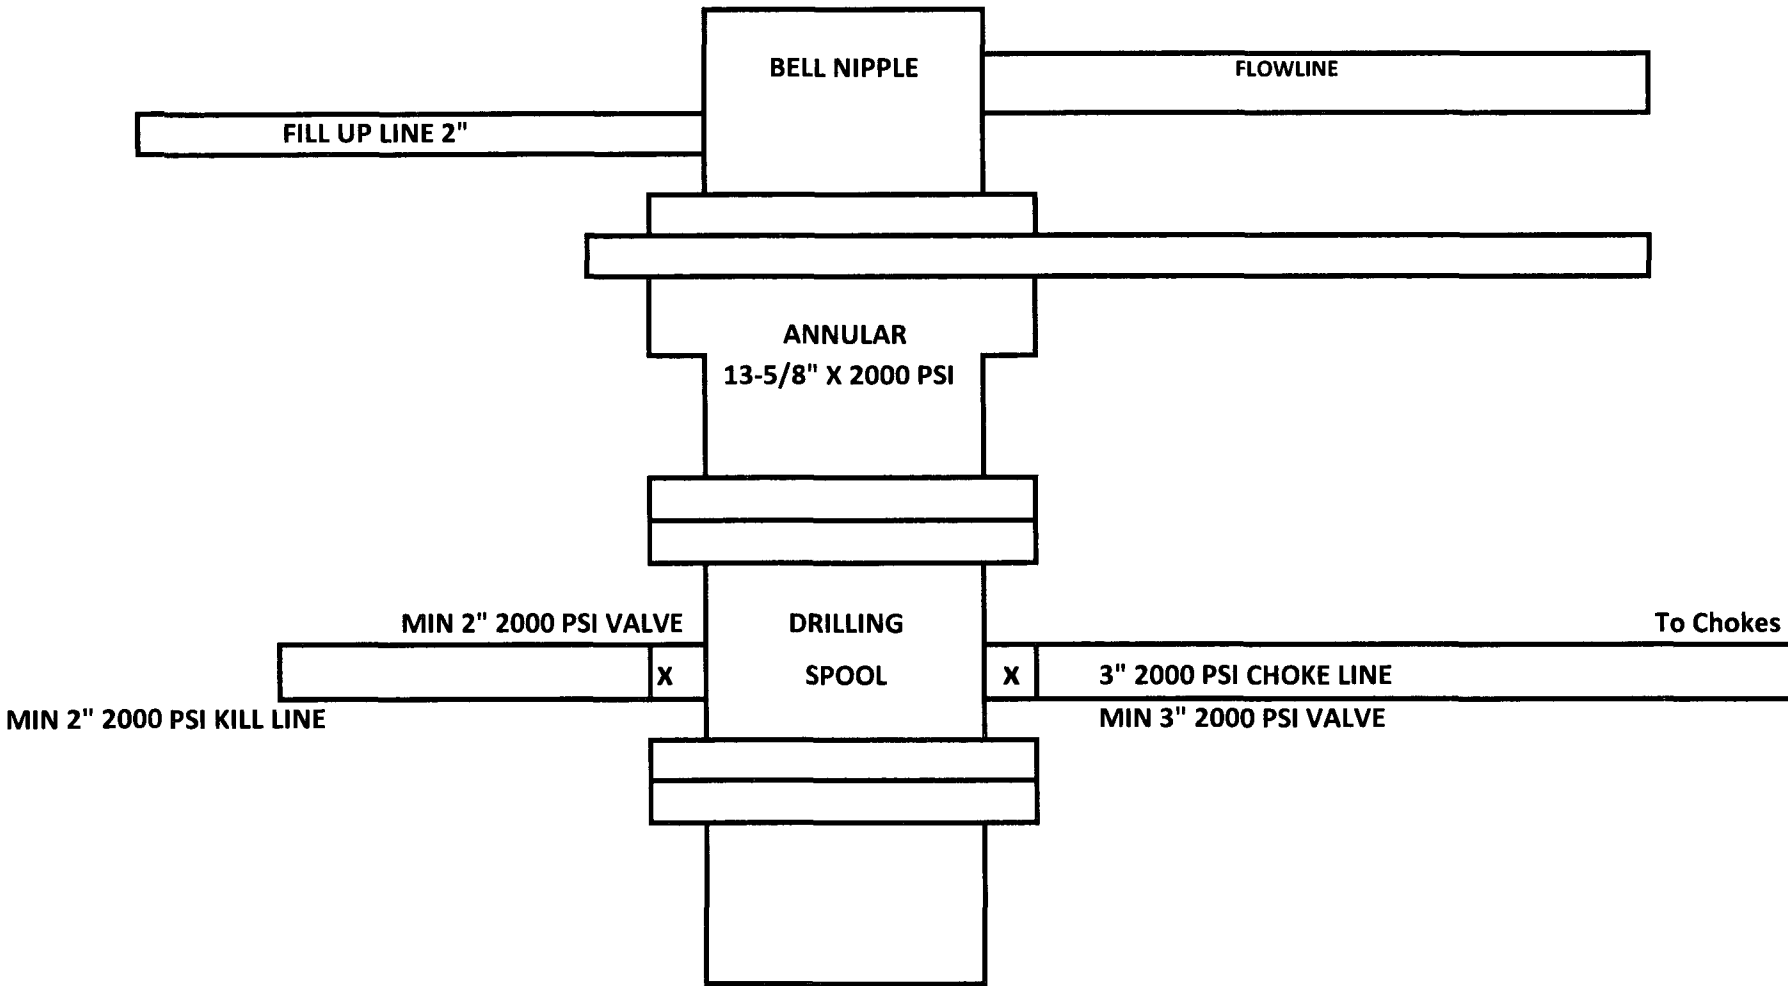 BELL NIPPLE
FLOWLINE
FILL UP LINE 2"
ANNULAR
13-5/8" X 2000 PSI
MIN 2" 2000 PSI VALVE
DRILLING
To Chokes
X
SPOOL
X
3" 2000 PSI CHOKE LINE
MIN 2" 2000 PSI KILL LINE
MIN 3" 2000 PSI VALVE